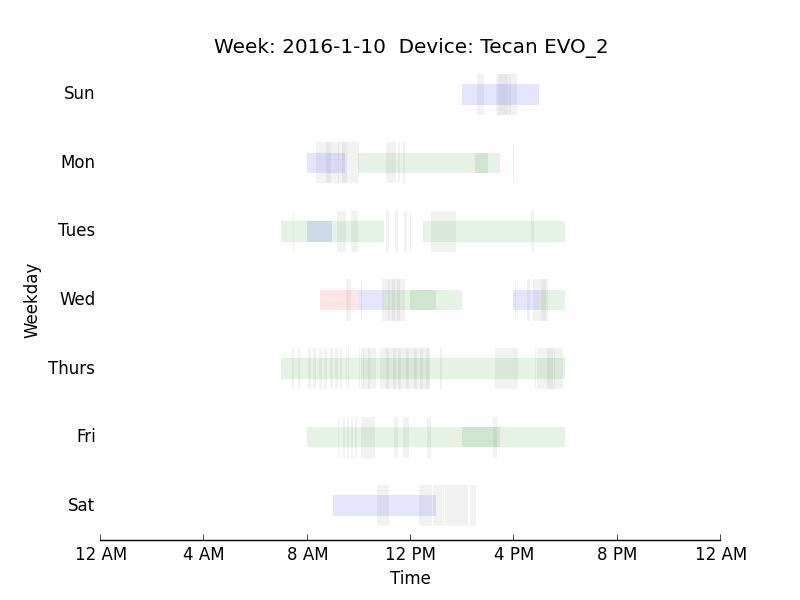 Week: 2016-1-10  Device: Tecan EVO_2
Sun
Mon
Tues
Wed
Weekday
Thurs
Fri
Sat
12 AM 4 AM 8 AM 12 PM 4 PM 8 PM 12 AM
Time